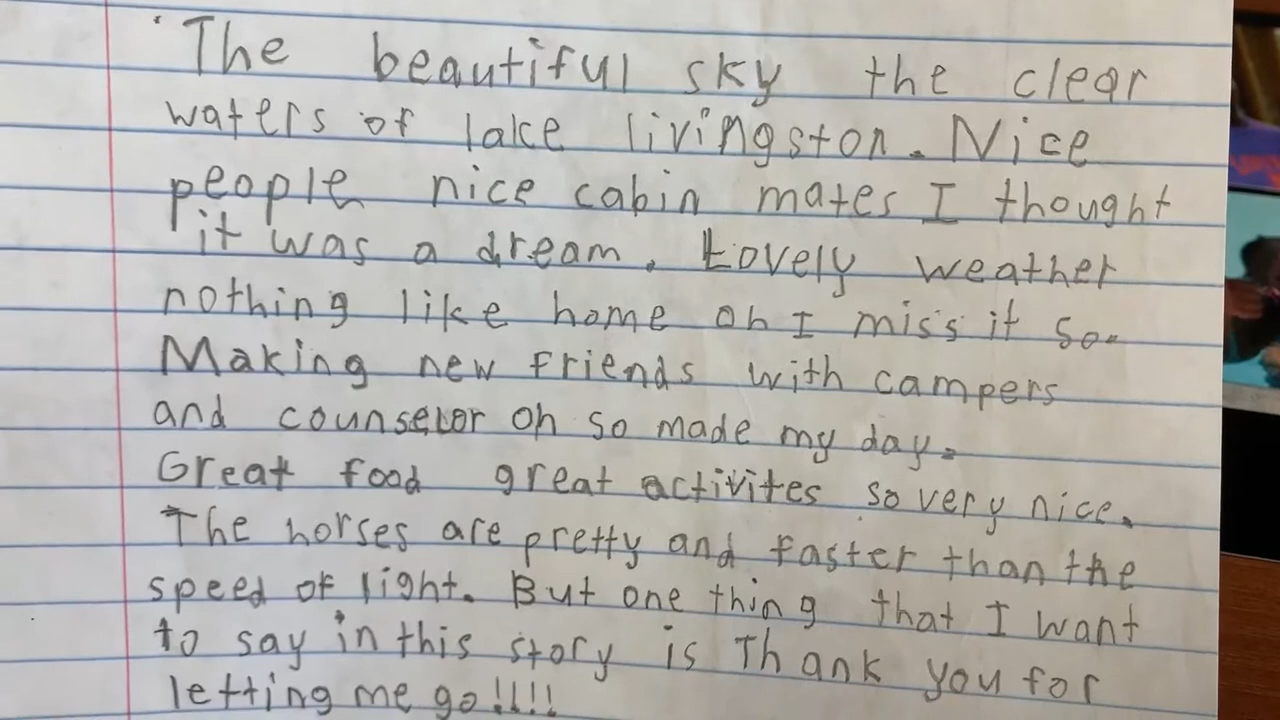 The beautiful sky the clear
waters of lake livingston. Nice
people nice cabin mates I thought
it was a dream. Lovely weather
nothing like home oh I miss it so.
Making new friends with campers
and counselor oh so made my day.
Great food great activites so very nice.
The horses are pretty and faster than the
speed of light. But one thing that I want
to say in this story is Thank you for
letting me go!!!!